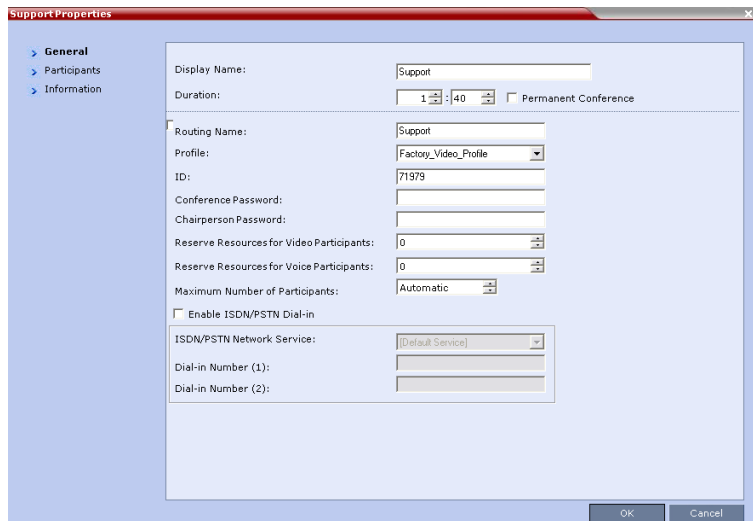 Support Properties
General
Participants
Information
Display Name: Support
Duration: 1 : 40 Permanent Conference
Routing Name: Support
Profile: Factory_Video_Profile
ID: 71979
Conference Password:
Chairperson Password:
Reserve Resources for Video Participants: 0
Reserve Resources for Voice Participants: 0
Maximum Number of Participants: Automatic
Enable ISDN/PSTN Dial-in
ISDN/PSTN Network Service: [Default Service]
Dial-in Number (1):
Dial-in Number (2):
OK Cancel